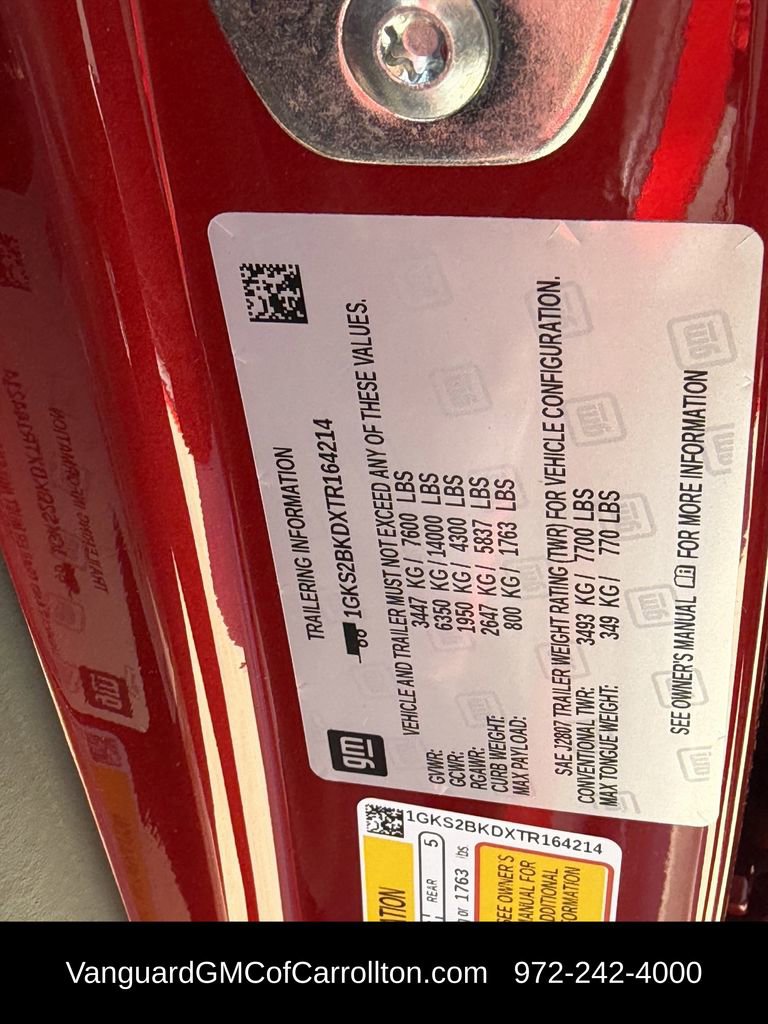 gm
TRAILERING INFORMATION
1GKS2BKDXTR164214
VEHICLE AND TRAILER MUST NOT EXCEED ANY OF THESE VALUES.
GVWR: 3447 KG / 7600 LBS
GCWR: 6350 KG / 14000 LBS
RGAWR: 1950 KG / 4300 LBS
CURB WEIGHT: 2647 KG / 5837 LBS
MAX PAYLOAD: 800 KG / 1763 LBS
SAE J2807 TRAILER WEIGHT RATING (TWR) FOR VEHICLE CONFIGURATION.
CONVENTIONAL TWR: 3493 KG / 7700 LBS
MAX TONGUE WEIGHT: 349 KG / 770 LBS
SEE OWNER'S MANUAL FOR MORE INFORMATION
1GKS2BKDXTR164214
REAR 5
or 1763 lbs
SEE OWNER'S
MANUAL FOR
ADDITIONAL
VanguardGMCofCarrollton.com 972-242-4000